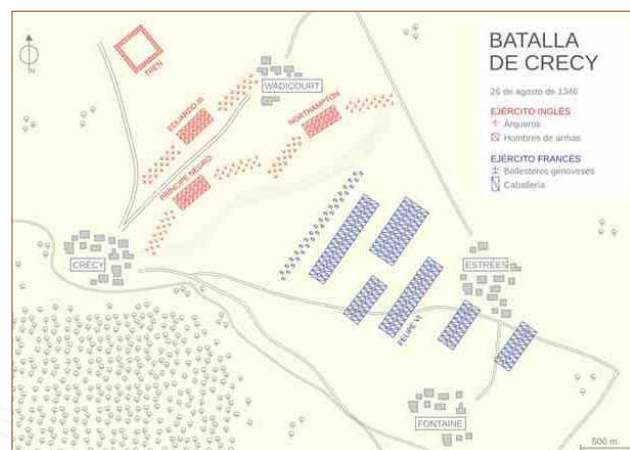 BATALLA
DE CRECY
26 de agosto de 1346
EJÉRCITO INGLÉS
Arqueros
Hombres de armas
EJÉRCITO FRANCÉS
Ballesteros genoveses
Caballería
N
TREN
WADICOURT
EDUARDO III
NORTHAMPTON
PRÍNCIPE NEGRO
CRÉCY
ESTRÉES
FELIPE VI
FONTAINE
500 m.